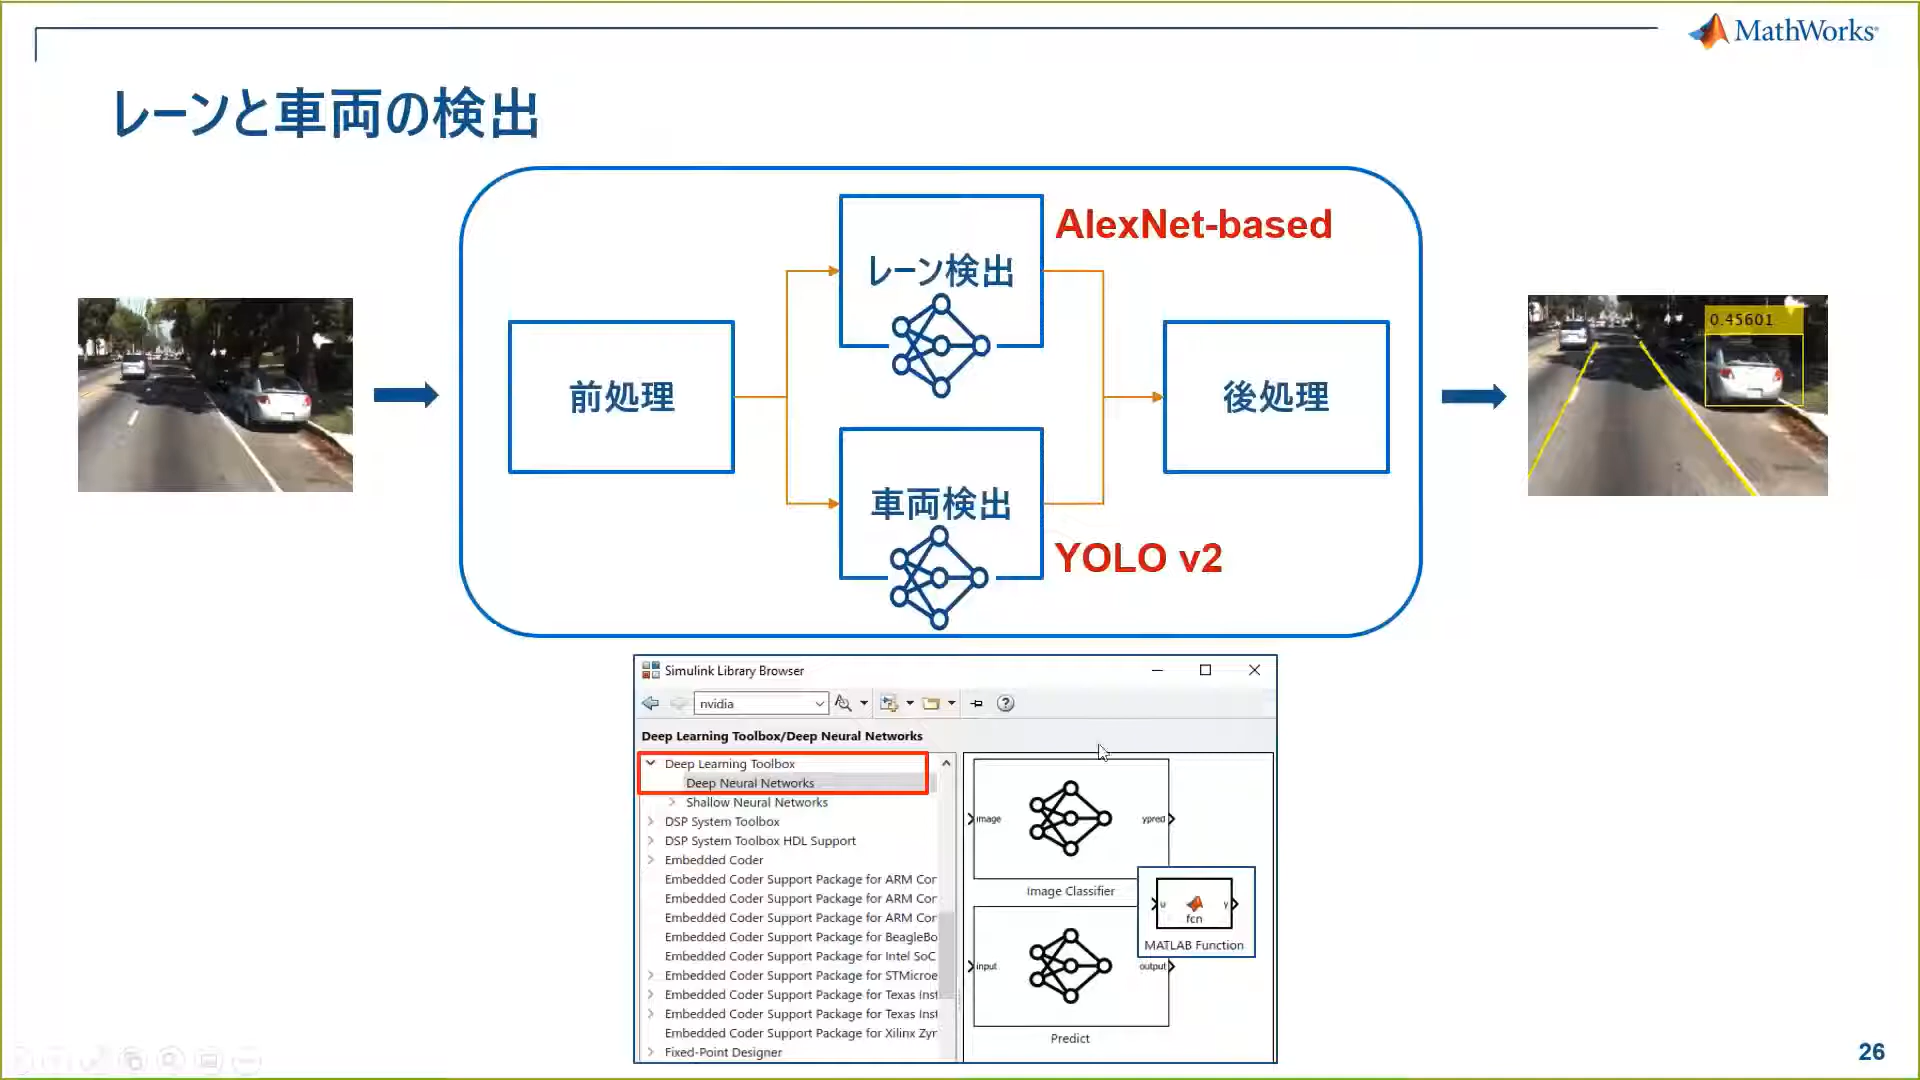 MathWorks®
レーンと車両の検出
AlexNet-based
レーン検出
前処理
後処理
車両検出
YOLO v2
0.45601
Simulink Library Browser
nvidia
Deep Learning Toolbox/Deep Neural Networks
Deep Learning Toolbox
Deep Neural Networks
Shallow Neural Networks
DSP System Toolbox
DSP System Toolbox HDL Support
Embedded Coder
Embedded Coder Support Package for ARM Cor
Embedded Coder Support Package for ARM Cor
Embedded Coder Support Package for ARM Cor
Embedded Coder Support Package for BeagleBo
Embedded Coder Support Package for Intel SoC
Embedded Coder Support Package for STMicroe
Embedded Coder Support Package for Texas Inst
Embedded Coder Support Package for Texas Inst
Embedded Coder Support Package for Xilinx Zyr
Fixed-Point Designer
image
ypred
Image Classifier
u
fcn
y
MATLAB Function
input
output
Predict
26